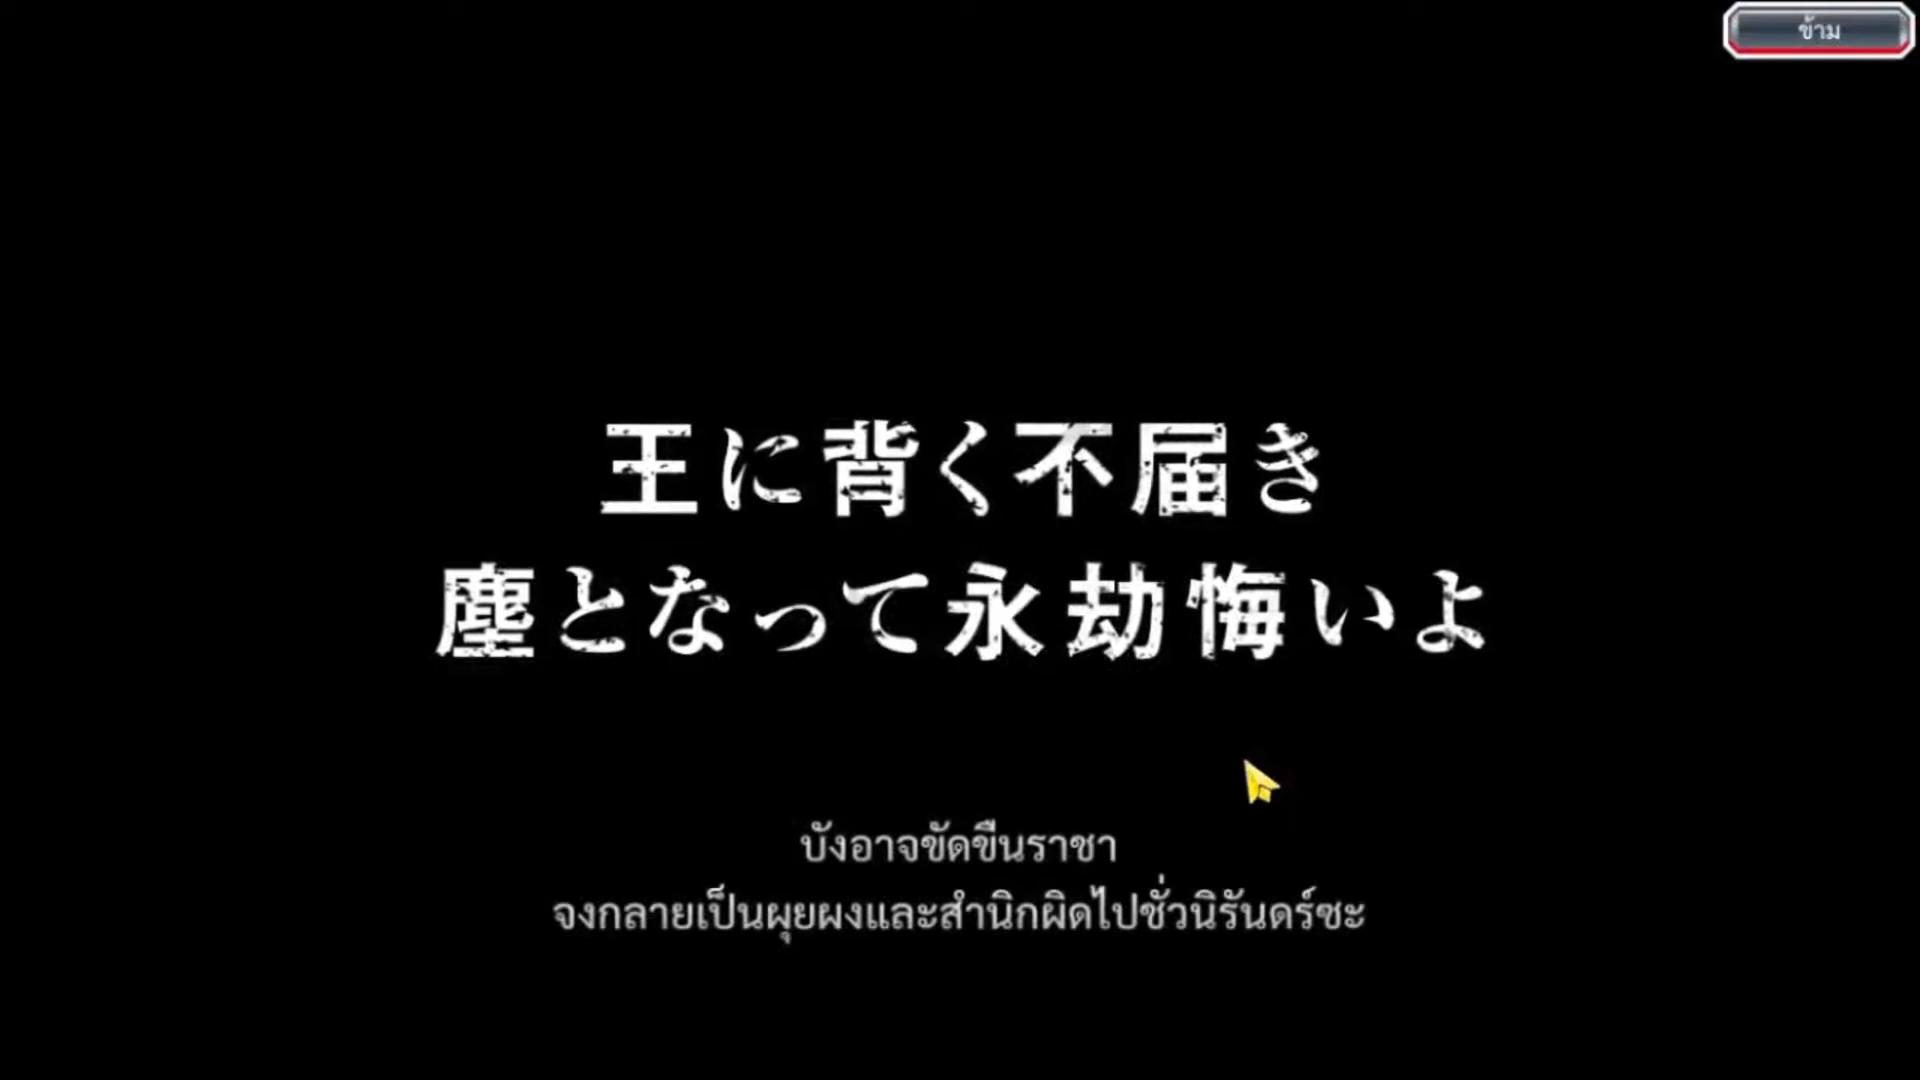 ข้าม
王に背く不届き
塵となって永劫悔いよ
บังอาจขัดขืนราชา
จงกลายเป็นผุยผงและสำนึกผิดไปชั่วนิรันดร์ซะ